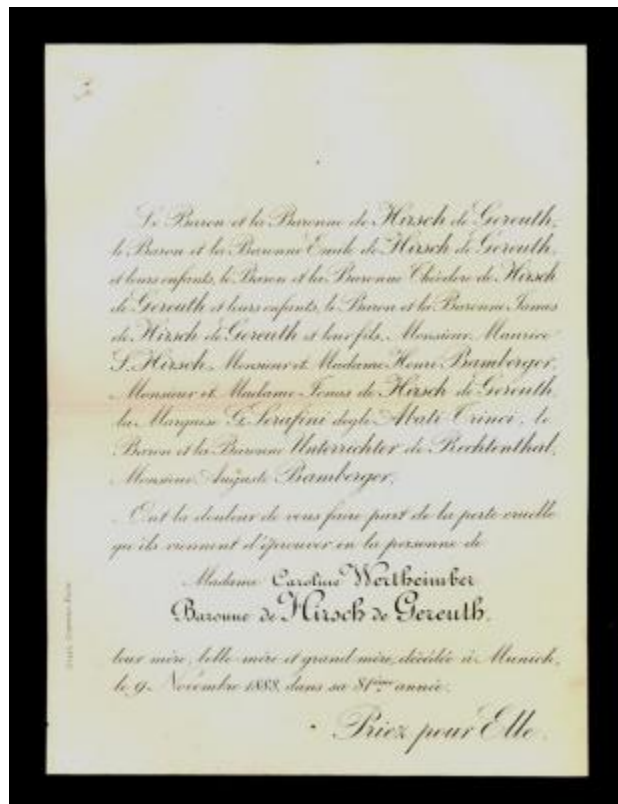 Le Baron et la Baronne de Hirsch de Gereuth,
le Baron et la Baronne Emile de Hirsch de Gereuth,
et leurs enfants, le Baron et la Baronne Théodore de Hirsch
de Gereuth et leurs enfants, le Baron et la Baronne James
de Hirsch de Gereuth et leur fils, Monsieur Maurice
S. Hirsch, Monsieur et Madame Henri Bamberger,
Monsieur et Madame Jonas de Hirsch de Gereuth,
la Marquise G. Serafini degli Abati Trinci, le
Baron et la Baronne Unterrichter de Rechtenthal,
Monsieur Auguste Bamberger,
Ont la douleur de vous faire part de la perte cruelle
qu'ils viennent d'éprouver en la personne de
Madame Caroline Wertheimber
Baronne de Hirsch de Gereuth,
leur mère, belle-mère et grand'mère, décédée à Munich,
le 9 Novembre 1888, dans sa 81ème année.
Priez pour Elle.